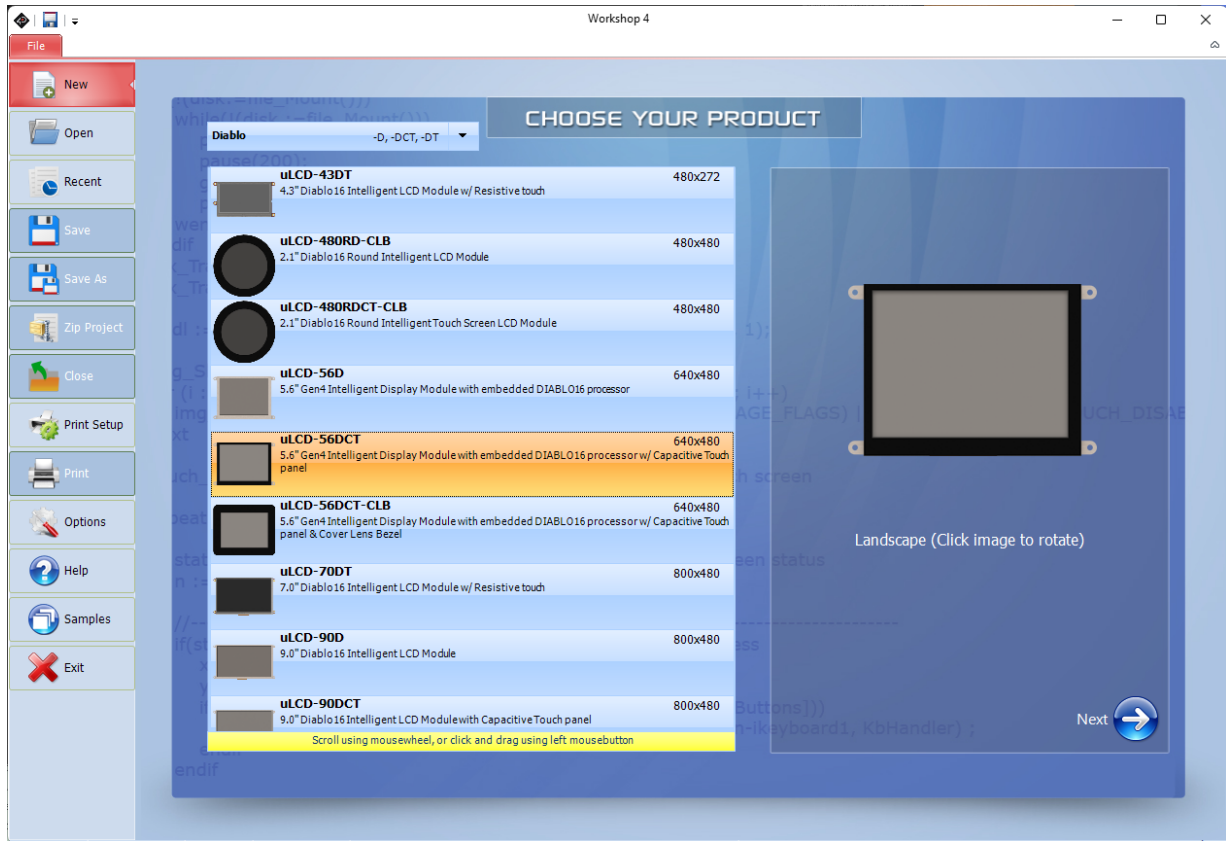 Workshop 4
File
New
Open
Recent
Save
Save As
Zip Project
Close
Print Setup
Print
Options
Help
Samples
Exit
CHOOSE YOUR PRODUCT
Diablo -D, -DCT, -DT
uLCD-43DT 480x272
4.3" Diablo16 Intelligent LCD Module w/ Resistive touch
uLCD-480RD-CLB 480x480
2.1" Diablo16 Round Intelligent LCD Module
uLCD-480RDCT-CLB 480x480
2.1" Diablo16 Round Intelligent Touch Screen LCD Module
uLCD-56D 640x480
5.6" Gen4 Intelligent Display Module with embedded DIABLO16 processor
uLCD-56DCT 640x480
5.6" Gen4 Intelligent Display Module with embedded DIABLO16 processor w/ Capacitive Touch
panel
uLCD-56DCT-CLB 640x480
5.6" Gen4 Intelligent Display Module with embedded DIABLO16 processor w/ Capacitive Touch
panel & Cover Lens Bezel
uLCD-70DT 800x480
7.0" Diablo16 Intelligent LCD Module w/ Resistive touch
uLCD-90D 800x480
9.0" Diablo16 Intelligent LCD Module
uLCD-90DCT 800x480
9.0" Diablo16 Intelligent LCD Module with Capacitive Touch panel
Scroll using mousewheel, or click and drag using left mousebutton
Landscape (Click image to rotate)
Next
pause(200);
endif